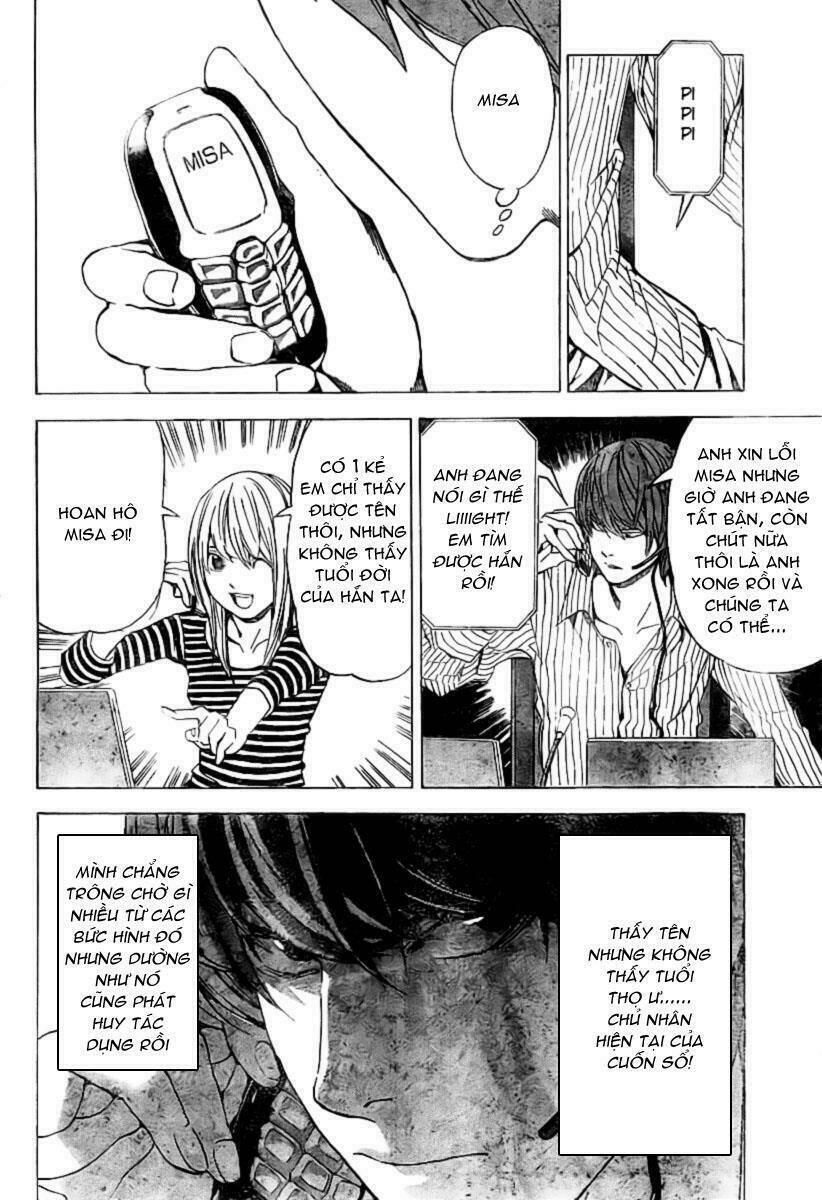 PI
PI
PI
MISA
MISA
ANH XIN LỖI
MISA NHƯNG
GIỜ ANH ĐANG
TẤT BẬN, CÒN
CHÚT NỮA
THÔI LÀ ANH
XONG RỒI VÀ
CHÚNG TA
CÓ THỂ...
ANH ĐANG
NÓI GÌ THẾ
LIIIIGHT!
EM TÌM
ĐƯỢC HẮN
RỒI!
CÓ 1 KẺ
EM CHỈ THẤY
ĐƯỢC TÊN
THÔI, NHƯNG
KHÔNG THẤY
TUỔI ĐỜI
CỦA HẮN TA!
HOAN HÔ
MISA ĐI!
THẤY TÊN
NHƯNG KHÔNG
THẤY TUỔI
THỌ Ư......
CHỦ NHÂN
HIỆN TẠI CỦA
CUỐN SỔ!
MÌNH CHẲNG
TRÔNG CHỜ GÌ
NHIỀU TỪ CÁC
BỨC HÌNH ĐÓ
NHƯNG DƯỜNG
NHƯ NÓ
CŨNG PHÁT
HUY TÁC
DỤNG RỒI